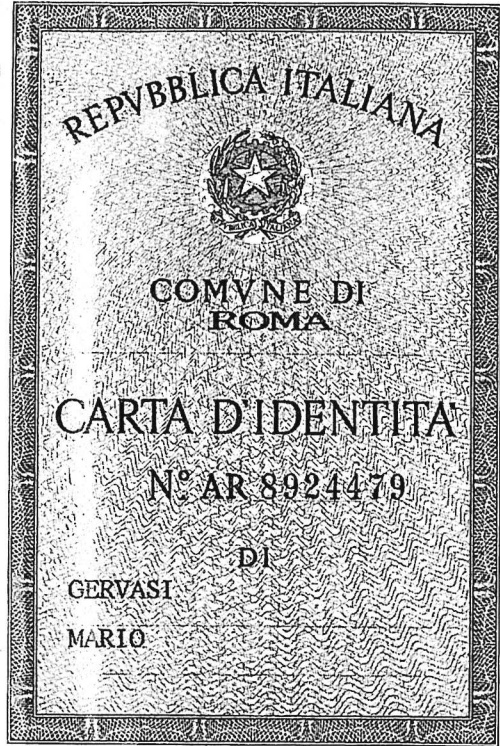 REPVBBLICA ITALIANA
COMVNE DI
ROMA
CARTA D'IDENTITA'
N° AR 8924479
DI
GERVASI
MARIO